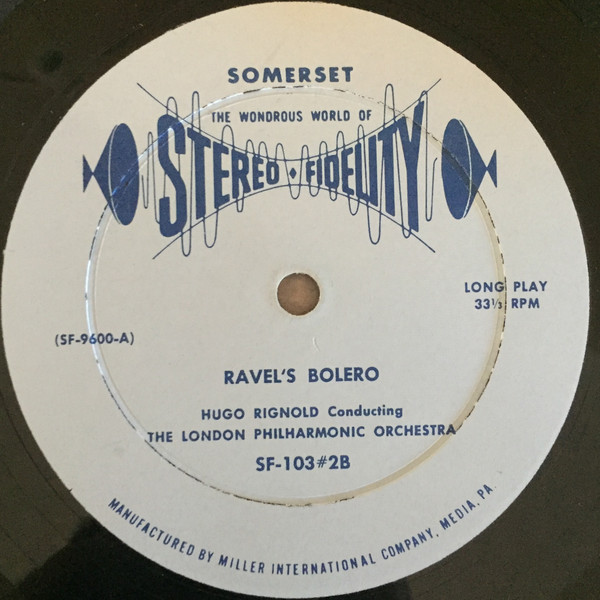 SOMERSET
THE WONDROUS WORLD OF
STEREO • FIDELITY
LONG PLAY
33⅓ RPM
(SF-9600-A)
RAVEL'S BOLERO
HUGO RIGNOLD Conducting
THE LONDON PHILHARMONIC ORCHESTRA
SF-103#2B
MANUFACTURED BY MILLER INTERNATIONAL COMPANY, MEDIA, PA.